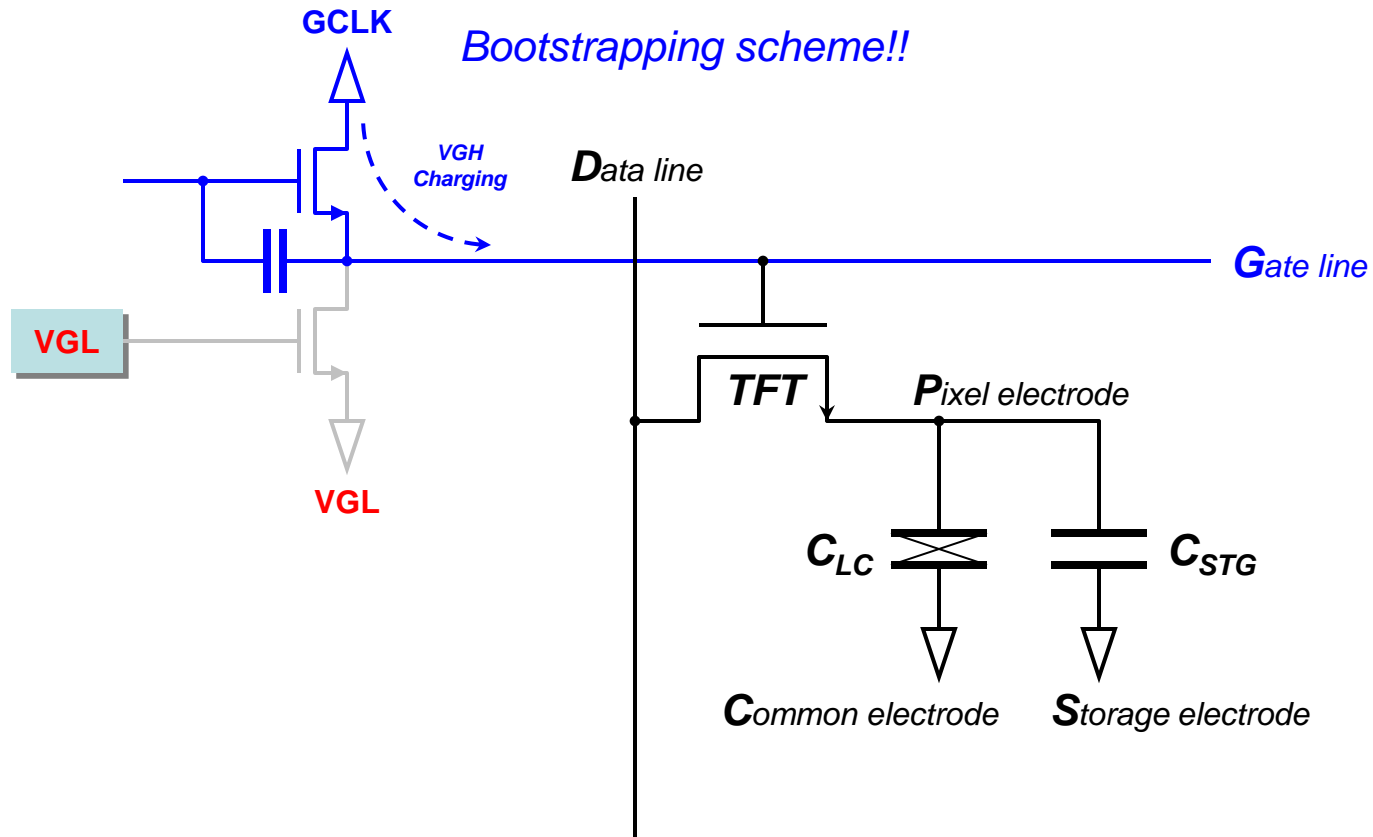 GCLK
Bootstrapping scheme!!
VGH
Charging
Data line
Gate line
VGL
TFT
Pixel electrode
VGL
CLC
CSTG
Common electrode
Storage electrode